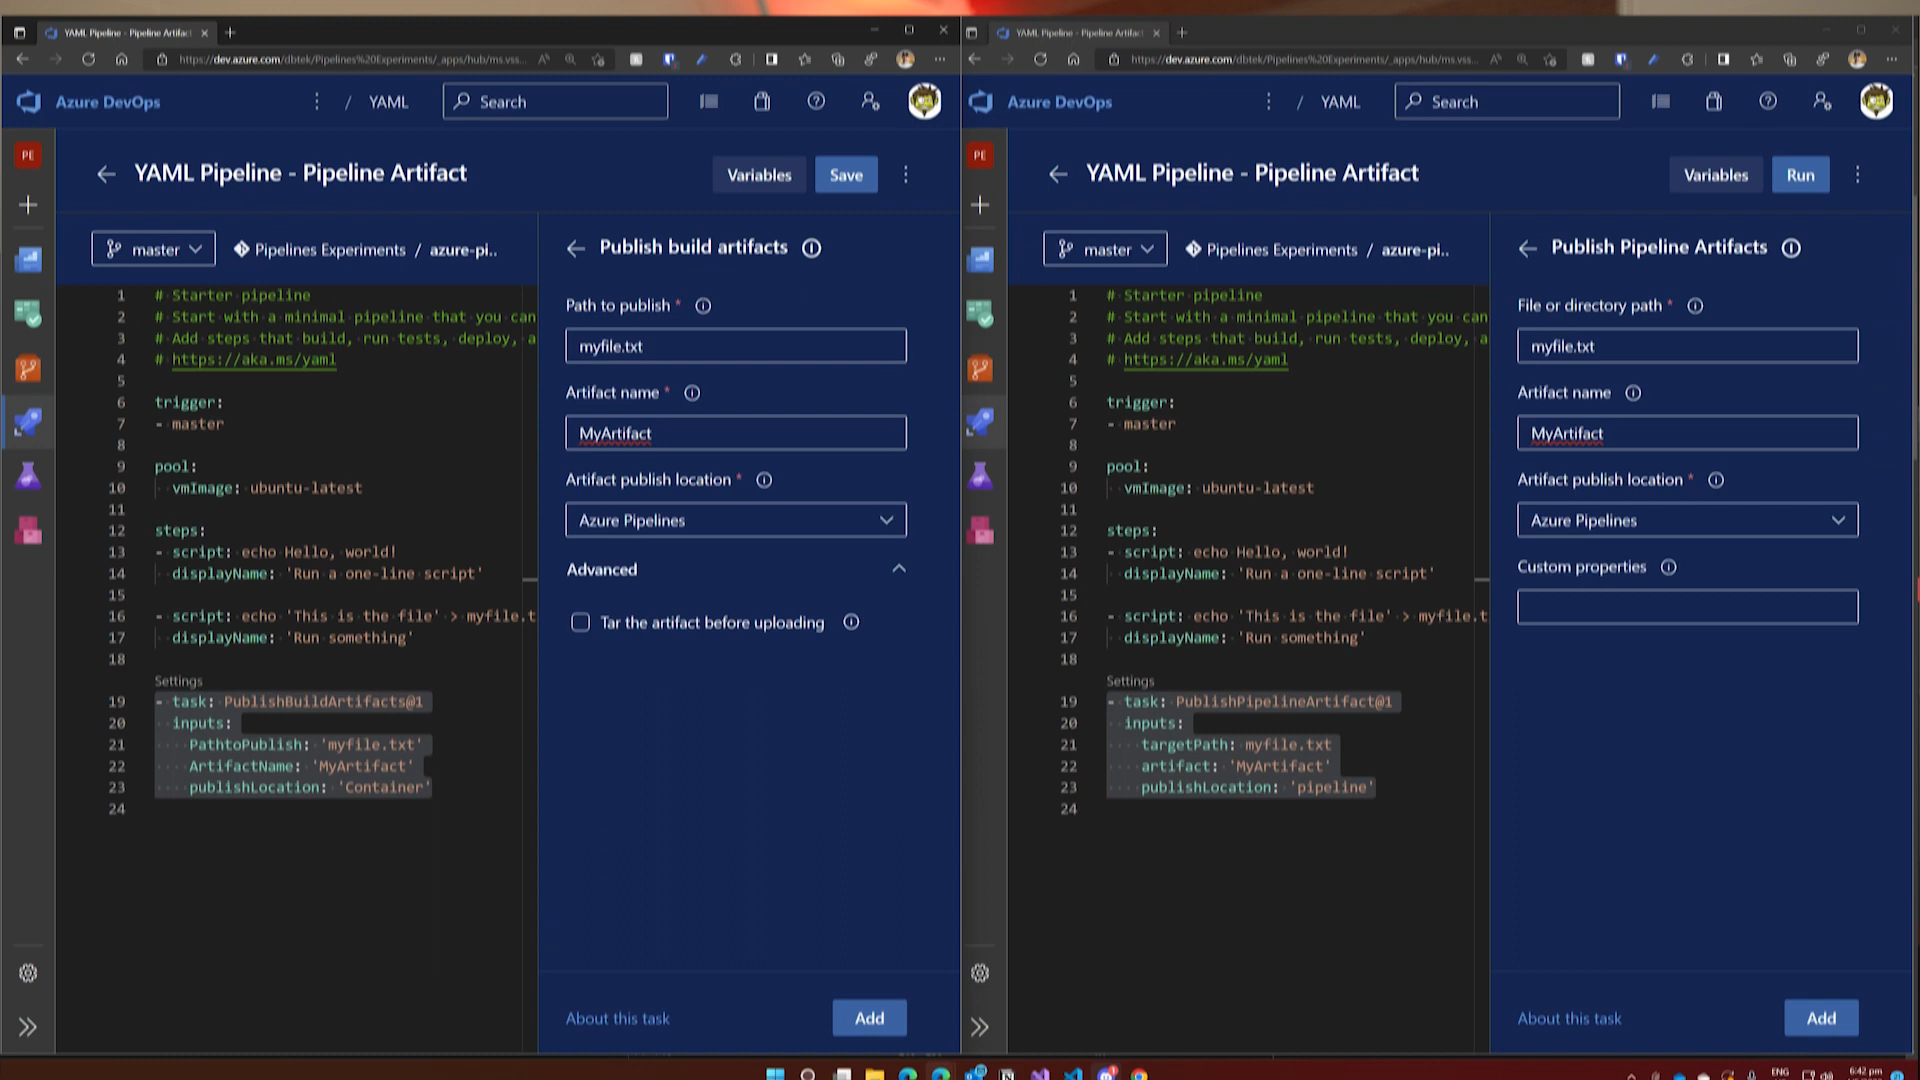 YAML Pipeline - Pipeline Artifact
https://dev.azure.com/dbtek/Pipelines%20Experiments/_apps/hub/ms.vss...
Azure DevOps
/ YAML
Search
PE
YAML Pipeline - Pipeline Artifact
Variables
Save
master
Pipelines Experiments / azure-pi..
1 # Starter pipeline
2 # Start with a minimal pipeline that you can
3 # Add steps that build, run tests, deploy, a
4 # https://aka.ms/yaml
5
6 trigger:
7 - master
8
9 pool:
10 vmImage: ubuntu-latest
11
12 steps:
13 - script: echo Hello, world!
14 displayName: 'Run a one-line script'
15
16 - script: echo 'This is the file' > myfile.t
17 displayName: 'Run something'
18
Settings
19 - task: PublishBuildArtifacts@1
20 inputs:
21 PathtoPublish: 'myfile.txt'
22 ArtifactName: 'MyArtifact'
23 publishLocation: 'Container'
24
Publish build artifacts
Path to publish *
myfile.txt
Artifact name *
MyArtifact
Artifact publish location *
Azure Pipelines
Advanced
Tar the artifact before uploading
About this task
Add
YAML Pipeline - Pipeline Artifact
https://dev.azure.com/dbtek/Pipelines%20Experiments/_apps/hub/ms.vss...
Azure DevOps
/ YAML
Search
PE
YAML Pipeline - Pipeline Artifact
Variables
Run
master
Pipelines Experiments / azure-pi..
1 # Starter pipeline
2 # Start with a minimal pipeline that you can
3 # Add steps that build, run tests, deploy, a
4 # https://aka.ms/yaml
5
6 trigger:
7 - master
8
9 pool:
10 vmImage: ubuntu-latest
11
12 steps:
13 - script: echo Hello, world!
14 displayName: 'Run a one-line script'
15
16 - script: echo 'This is the file' > myfile.t
17 displayName: 'Run something'
18
Settings
19 - task: PublishPipelineArtifact@1
20 inputs:
21 targetPath: myfile.txt
22 artifact: 'MyArtifact'
23 publishLocation: 'pipeline'
24
Publish Pipeline Artifacts
File or directory path *
myfile.txt
Artifact name
MyArtifact
Artifact publish location *
Azure Pipelines
Custom properties
About this task
Add
ENG
6:42 pm